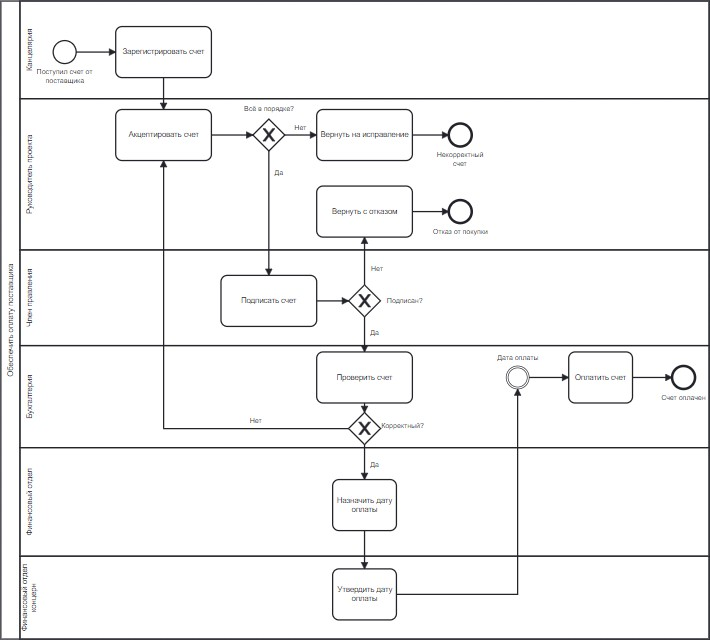 Обеспечить оплату поставщика
Канцелярия
Поступил счет от
поставщика
Зарегистрировать счет
Руководитель проекта
Акцептировать счет
Всё в порядке?
Нет
Вернуть на исправление
Некорректный
счет
Да
Вернуть с отказом
Отказ от покупки
Член правления
Подписать счет
Нет
Подписан?
Да
Бухгалтерия
Проверить счет
Дата оплаты
Оплатить счет
Счет оплачен
Нет
Корректный?
Финансовый отдел
Да
Назначить дату
оплаты
Финансовый отдел
концерн
Утвердить дату
оплаты